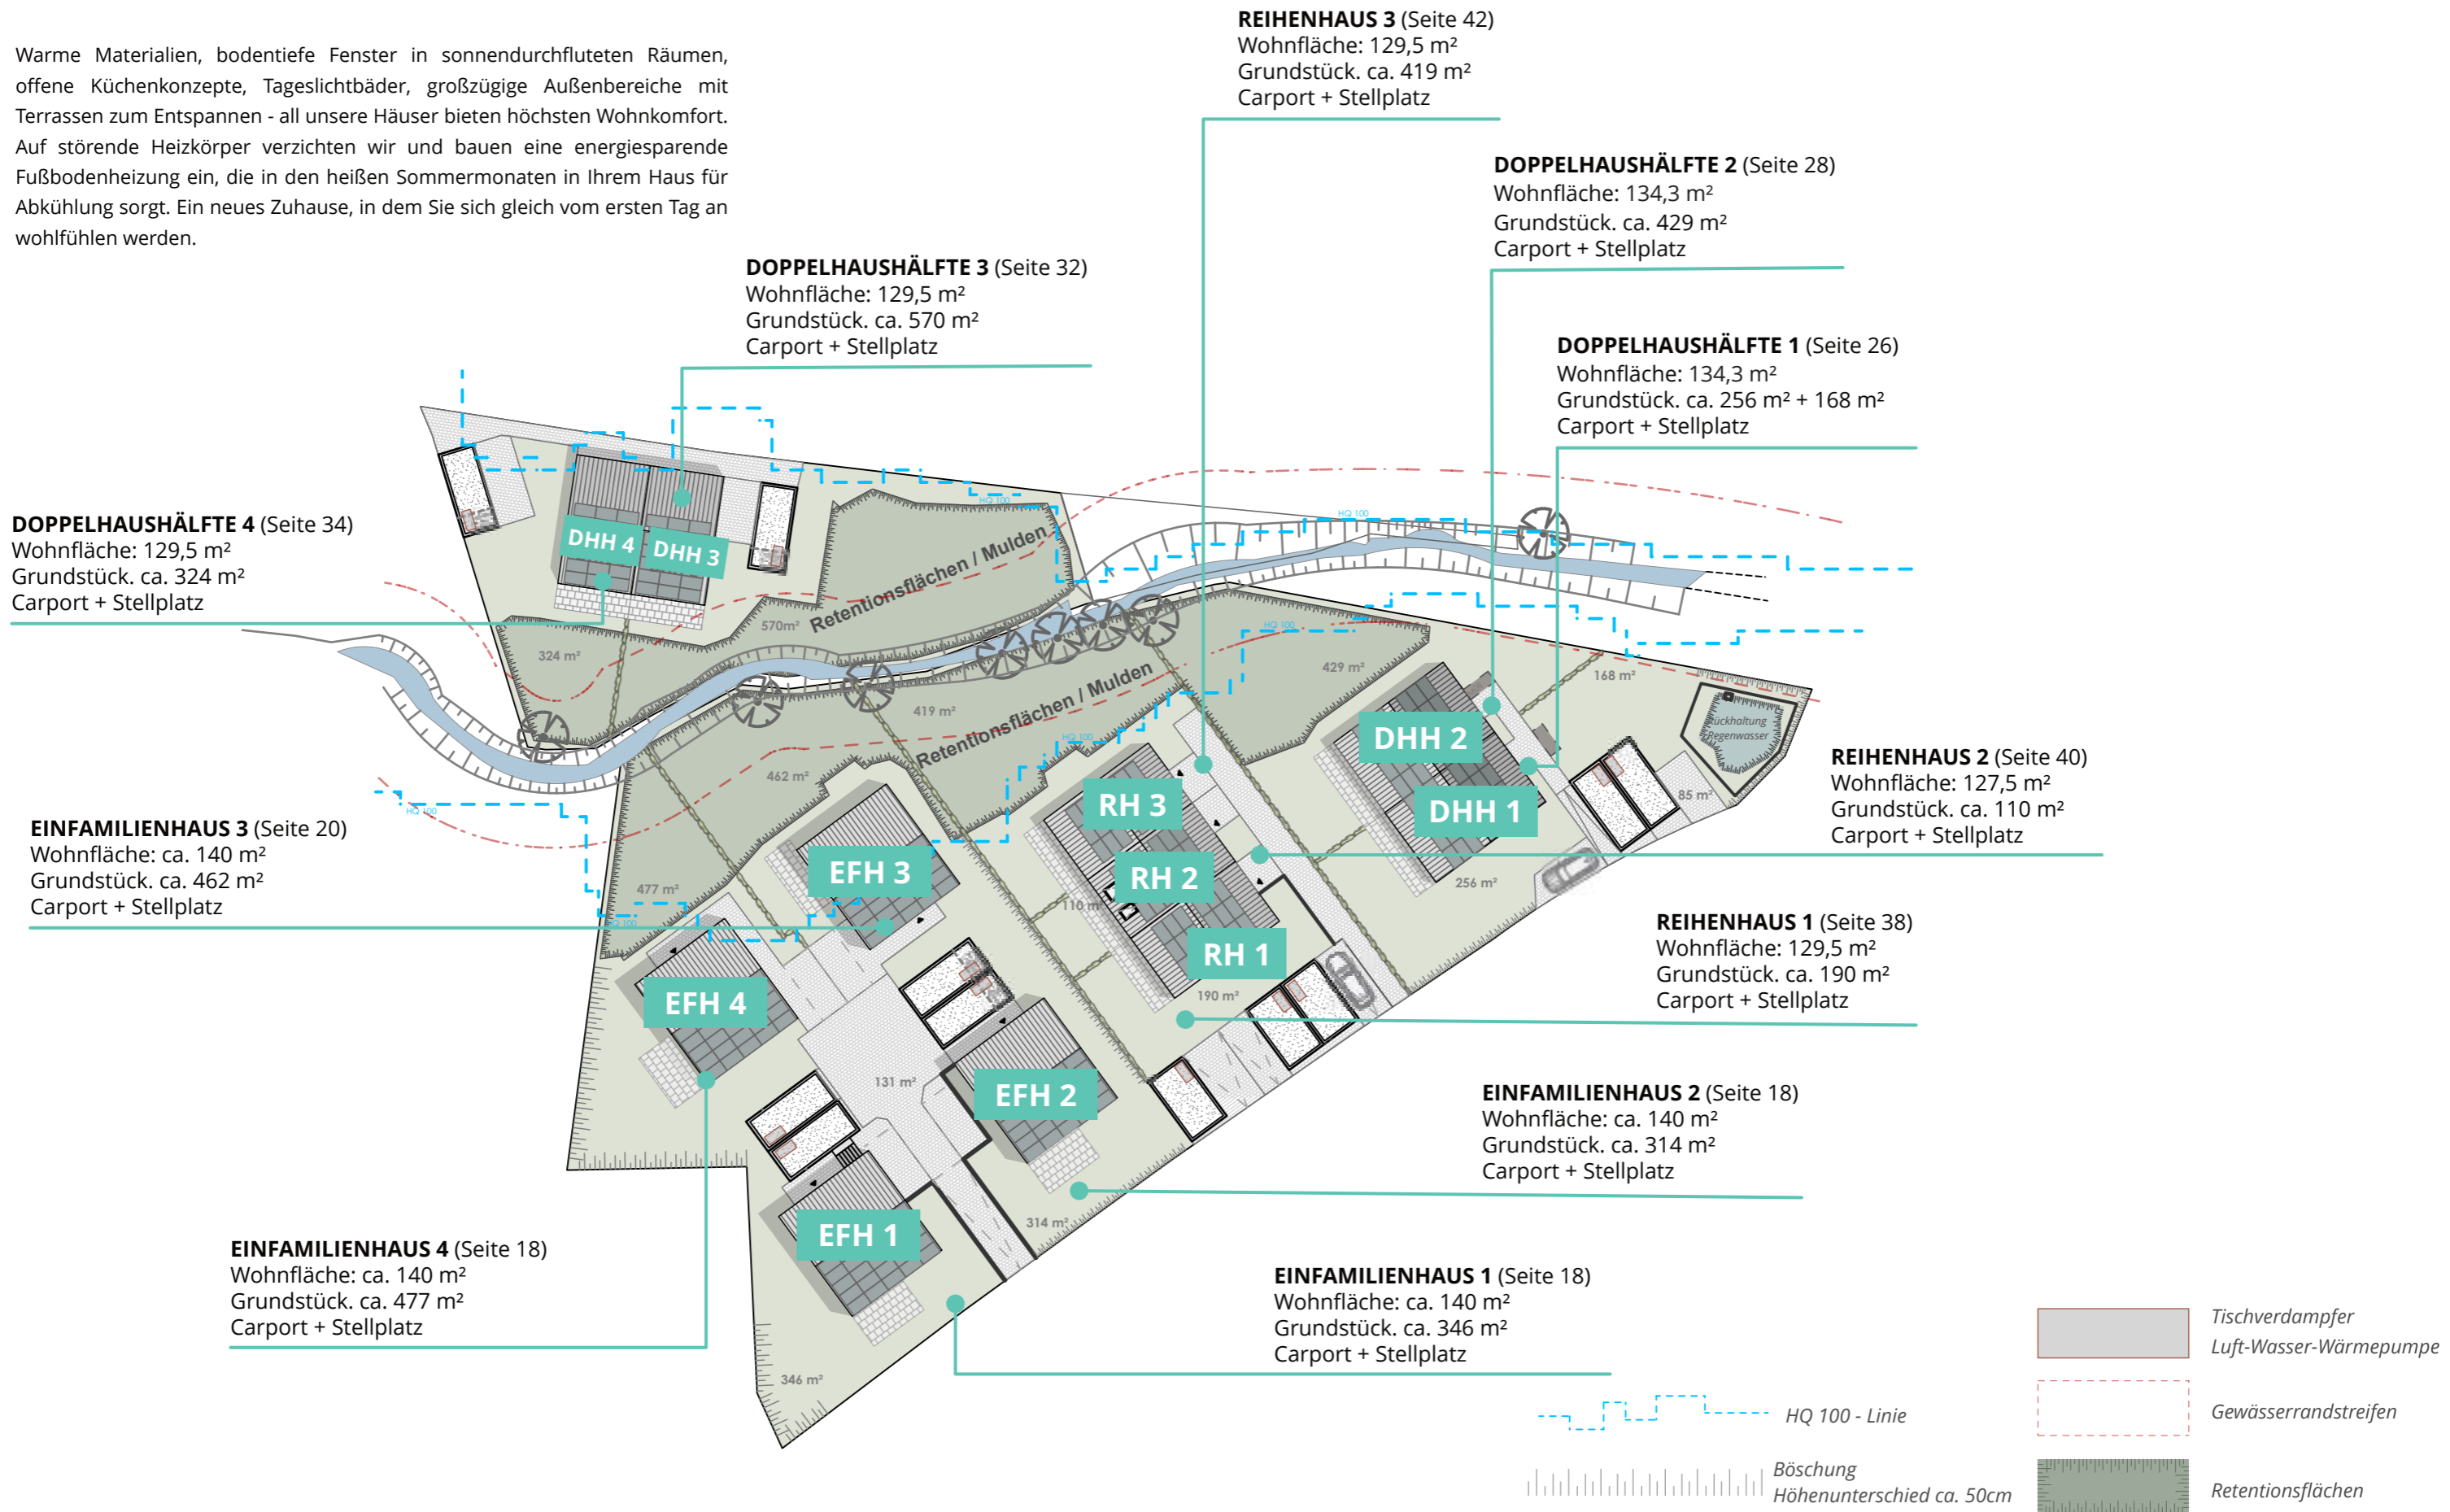 Warme Materialien, bodentiefe Fenster in sonnendurchfluteten Räumen,
offene Küchenkonzepte, Tageslichtbäder, großzügige Außenbereiche mit
Terrassen zum Entspannen - all unsere Häuser bieten höchsten Wohnkomfort.
Auf störende Heizkörper verzichten wir und bauen eine energiesparende
Fußbodenheizung ein, die in den heißen Sommermonaten in Ihrem Haus für
Abkühlung sorgt. Ein neues Zuhause, in dem Sie sich gleich vom ersten Tag an
wohlfühlen werden.
REIHENHAUS 3 (Seite 42)
Wohnfläche: 129,5 m²
Grundstück. ca. 419 m²
Carport + Stellplatz
DOPPELHAUSHÄLFTE 2 (Seite 28)
Wohnfläche: 134,3 m²
Grundstück. ca. 429 m²
Carport + Stellplatz
DOPPELHAUSHÄLFTE 3 (Seite 32)
Wohnfläche: 129,5 m²
Grundstück. ca. 570 m²
Carport + Stellplatz
DOPPELHAUSHÄLFTE 1 (Seite 26)
Wohnfläche: 134,3 m²
Grundstück. ca. 256 m² + 168 m²
Carport + Stellplatz
DOPPELHAUSHÄLFTE 4 (Seite 34)
Wohnfläche: 129,5 m²
Grundstück. ca. 324 m²
Carport + Stellplatz
DHH 4
DHH 3
HQ 100
HQ 100
Retentionsflächen / Mulden
570m²
324 m²
HQ 100
429 m²
168 m²
419 m²
Retentionsflächen / Mulden
HQ 100
462 m²
Rückhaltung
Regenwasser
DHH 2
DHH 1
85 m²
REIHENHAUS 2 (Seite 40)
Wohnfläche: 127,5 m²
Grundstück. ca. 110 m²
Carport + Stellplatz
HQ 100
EINFAMILIENHAUS 3 (Seite 20)
Wohnfläche: ca. 140 m²
Grundstück. ca. 462 m²
Carport + Stellplatz
RH 3
EFH 3
RH 2
477 m²
256 m²
110 m²
HQ 100
RH 1
190 m²
REIHENHAUS 1 (Seite 38)
Wohnfläche: 129,5 m²
Grundstück. ca. 190 m²
Carport + Stellplatz
EFH 4
131 m²
EFH 2
EINFAMILIENHAUS 2 (Seite 18)
Wohnfläche: ca. 140 m²
Grundstück. ca. 314 m²
Carport + Stellplatz
EFH 1
314 m²
EINFAMILIENHAUS 4 (Seite 18)
Wohnfläche: ca. 140 m²
Grundstück. ca. 477 m²
Carport + Stellplatz
EINFAMILIENHAUS 1 (Seite 18)
Wohnfläche: ca. 140 m²
Grundstück. ca. 346 m²
Carport + Stellplatz
346 m²
Tischverdampfer
Luft-Wasser-Wärmepumpe
HQ 100 - Linie
Gewässerrandstreifen
Böschung
Höhenunterschied ca. 50cm
Retentionsflächen